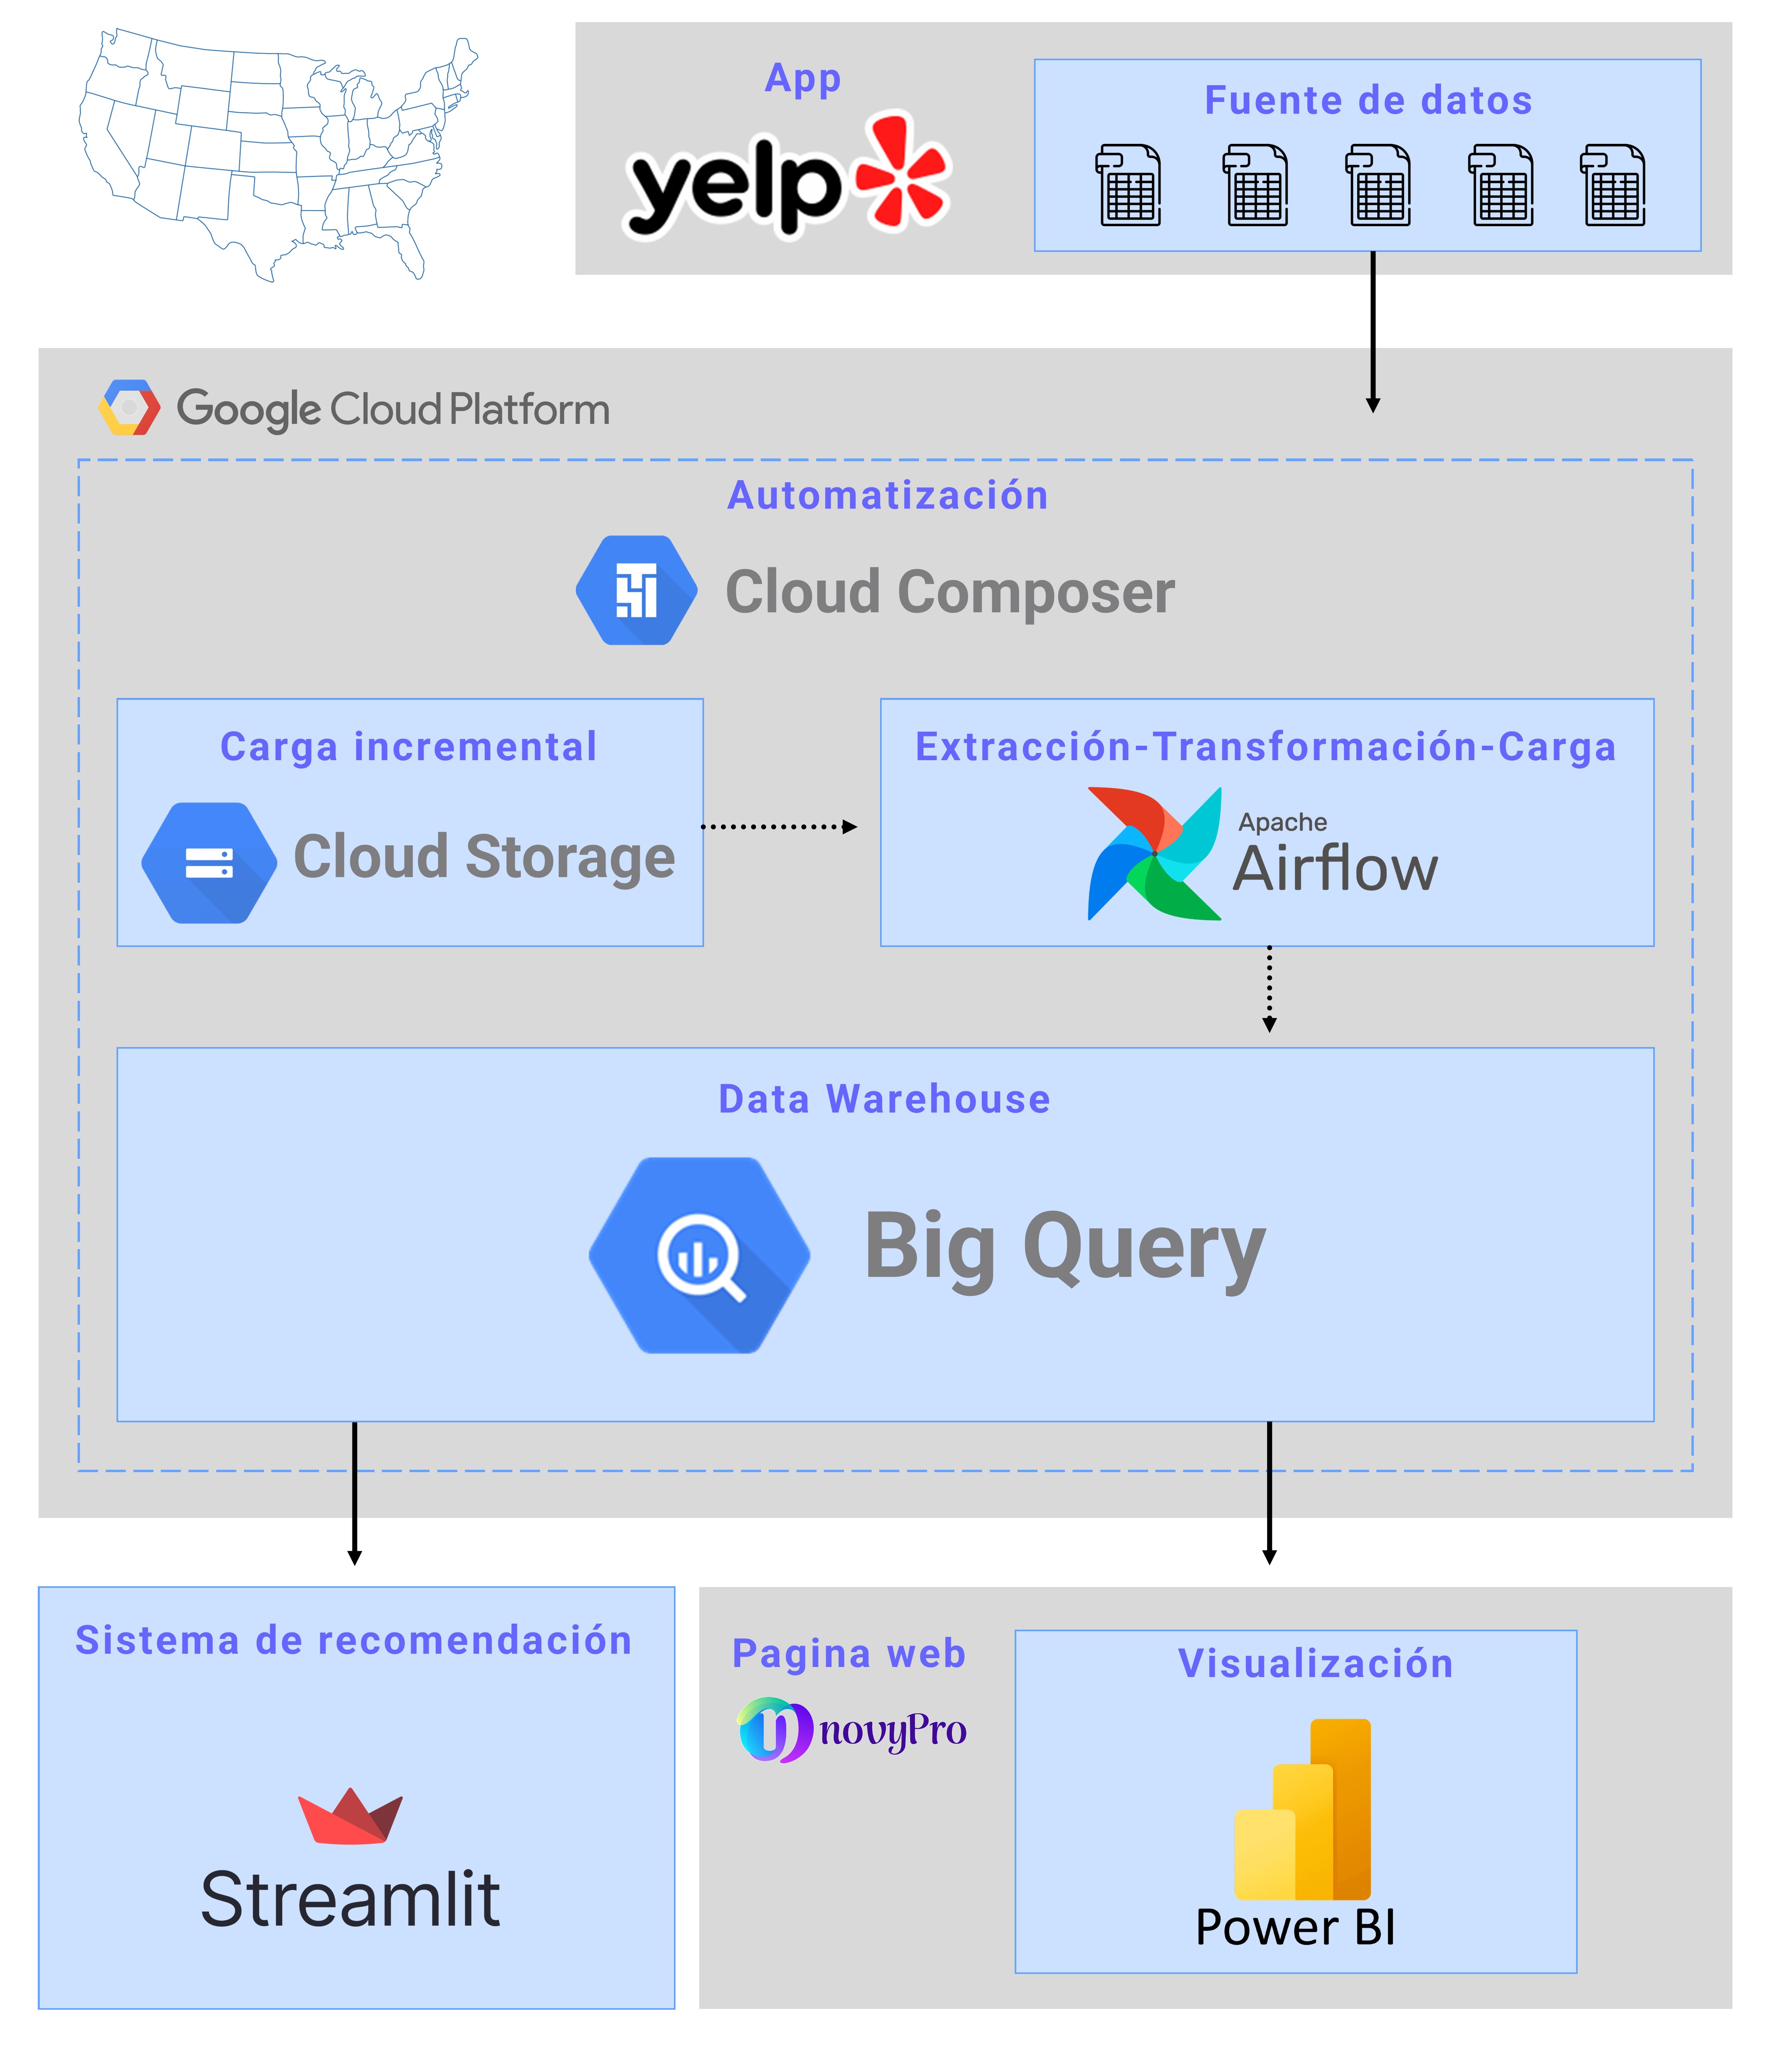 App
yelp
Fuente de datos
Google Cloud Platform
Automatización
Cloud Composer
Carga incremental
Cloud Storage
Extracción-Transformación-Carga
Apache
Airflow
Data Warehouse
Big Query
Sistema de recomendación
Streamlit
Pagina web
novyPro
Visualización
Power BI